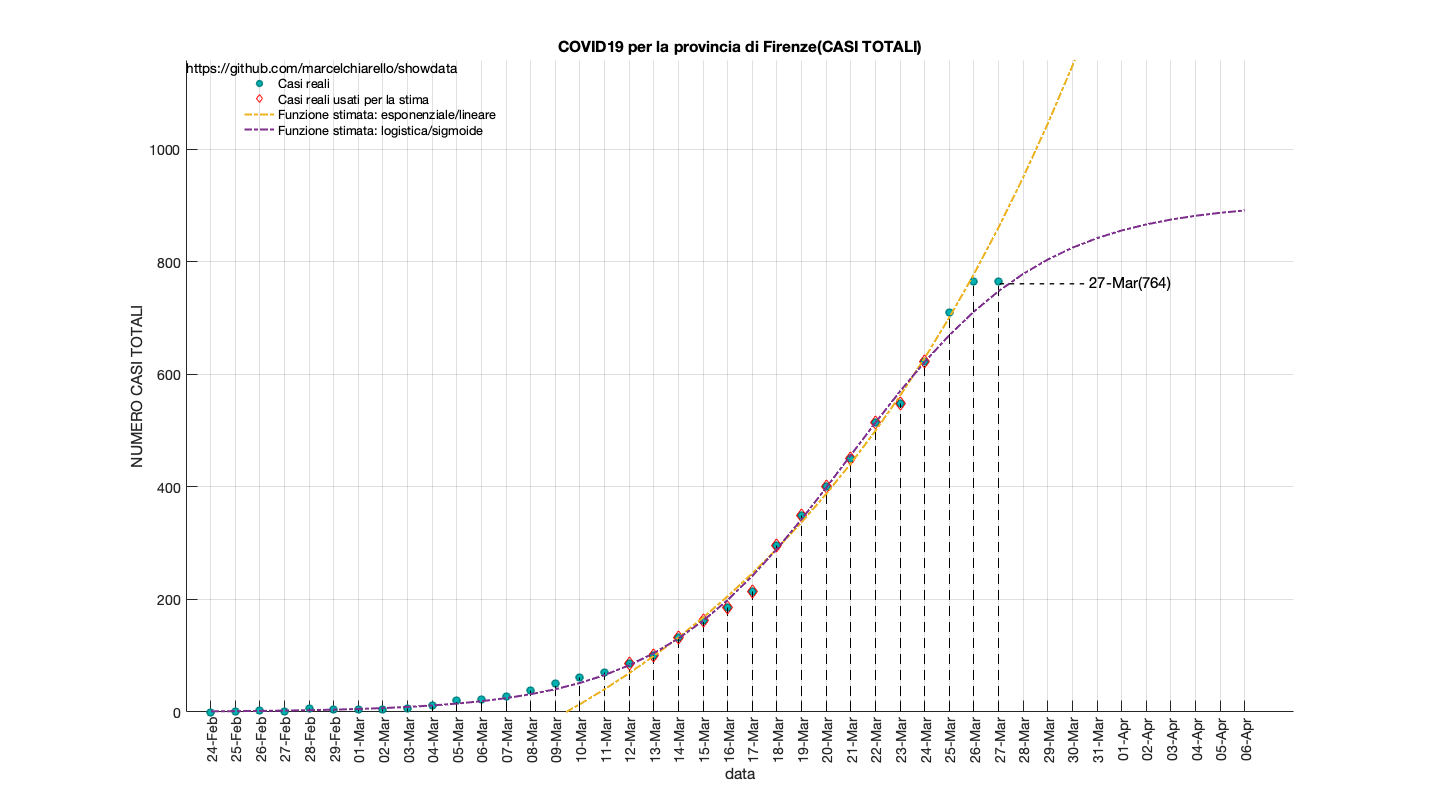 COVID19 per la provincia di Firenze(CASI TOTALI)
https://github.com/marcelchiarello/showdata
Casi reali
Casi reali usati per la stima
Funzione stimata: esponenziale/lineare
Funzione stimata: logistica/sigmoide
NUMERO CASI TOTALI
1000
800
600
400
200
0
27-Mar(764)
24-Feb
25-Feb
26-Feb
27-Feb
28-Feb
29-Feb
01-Mar
02-Mar
03-Mar
04-Mar
05-Mar
06-Mar
07-Mar
08-Mar
09-Mar
10-Mar
11-Mar
12-Mar
13-Mar
14-Mar
15-Mar
16-Mar
17-Mar
18-Mar
19-Mar
20-Mar
21-Mar
22-Mar
23-Mar
24-Mar
25-Mar
26-Mar
27-Mar
28-Mar
29-Mar
30-Mar
31-Mar
01-Apr
02-Apr
03-Apr
04-Apr
05-Apr
06-Apr
data